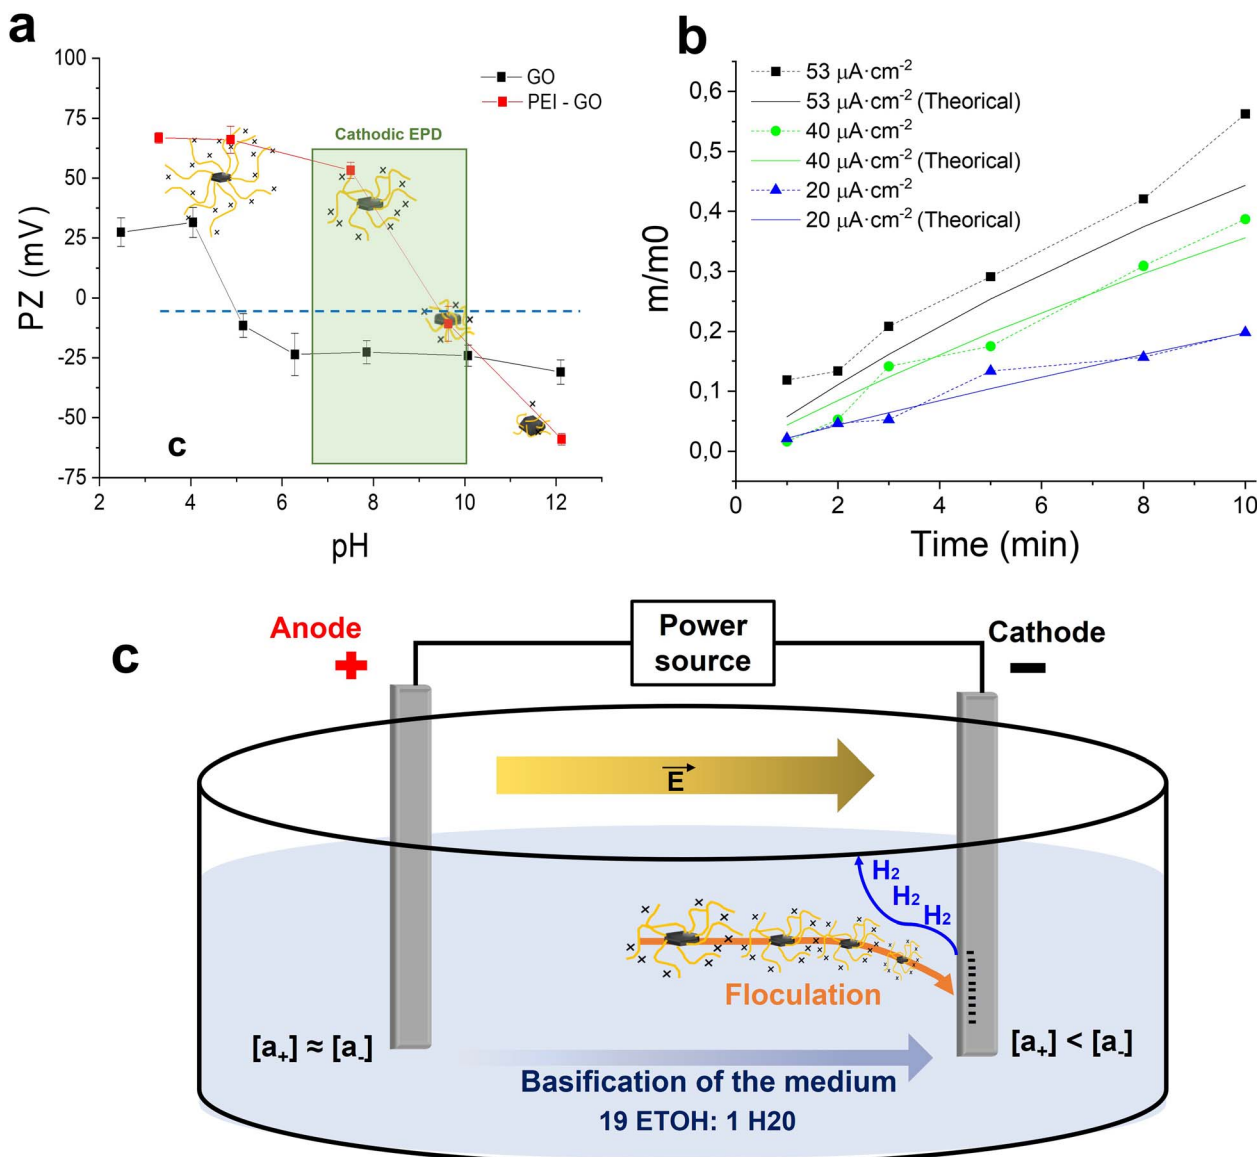 a
100
75
50
25
0
-25
-50
-75
PZ (mV)
2 4 6 8 10 12
pH
GO
PEI - GO
Cathodic EPD
c
b
0,6
0,5
0,4
0,3
0,2
0,1
0,0
m/m0
0 2 4 6 8 10
Time (min)
53 μA·cm-2
53 μA·cm-2 (Theorical)
40 μA·cm-2
40 μA·cm-2 (Theorical)
20 μA·cm-2
20 μA·cm-2 (Theorical)
c
Anode
+
Power
source
Cathode
−
E
H2
H2
H2
Floculation
[a+] ≈ [a-]
[a+] < [a-]
Basification of the medium
19 ETOH: 1 H20